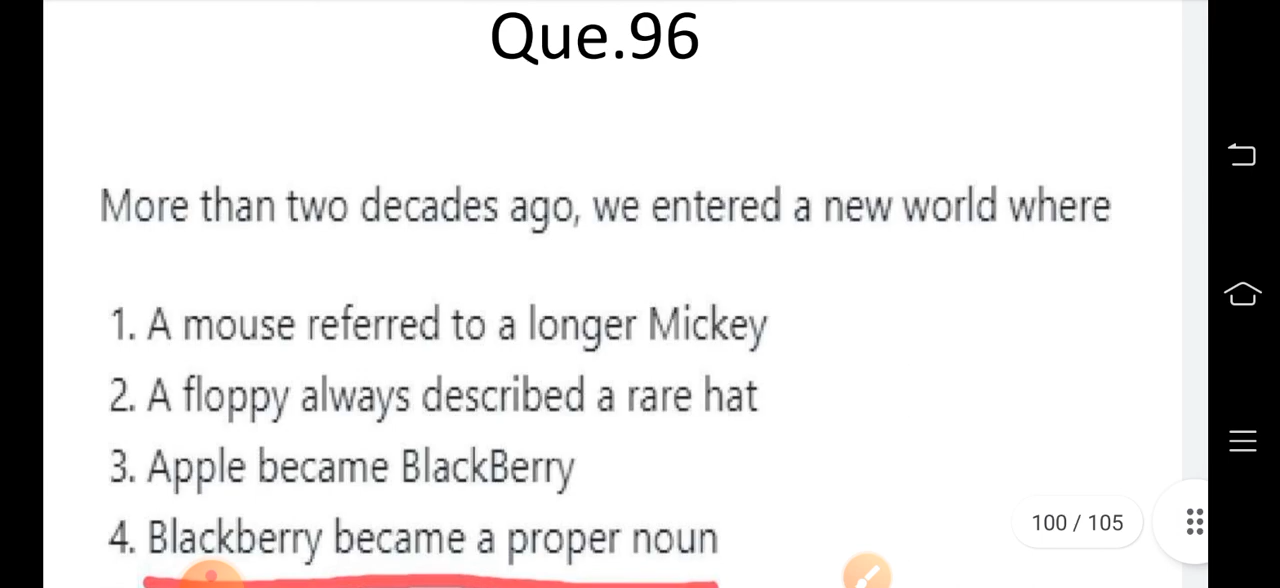 Que.96
More than two decades ago, we entered a new world where
1. A mouse referred to a longer Mickey
2. A floppy always described a rare hat
3. Apple became BlackBerry
4. Blackberry became a proper noun
100 / 105